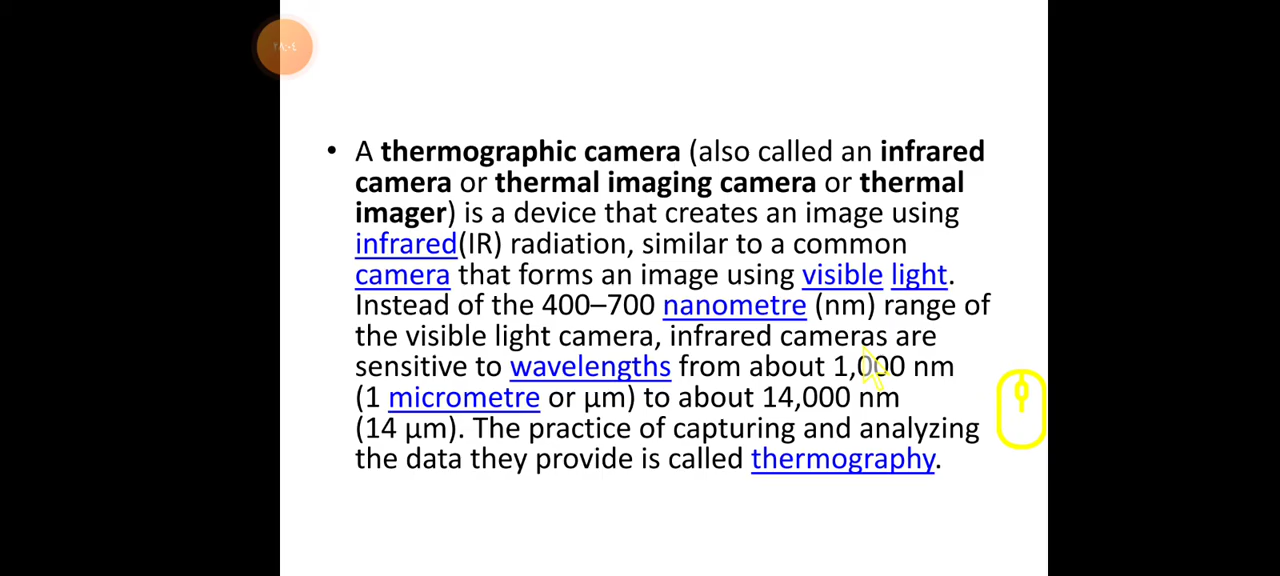 • A thermographic camera (also called an infrared
camera or thermal imaging camera or thermal
imager) is a device that creates an image using
infrared(IR) radiation, similar to a common
camera that forms an image using visible light.
Instead of the 400–700 nanometre (nm) range of
the visible light camera, infrared cameras are
sensitive to wavelengths from about 1,000 nm
(1 micrometre or μm) to about 14,000 nm
(14 μm). The practice of capturing and analyzing
the data they provide is called thermography.